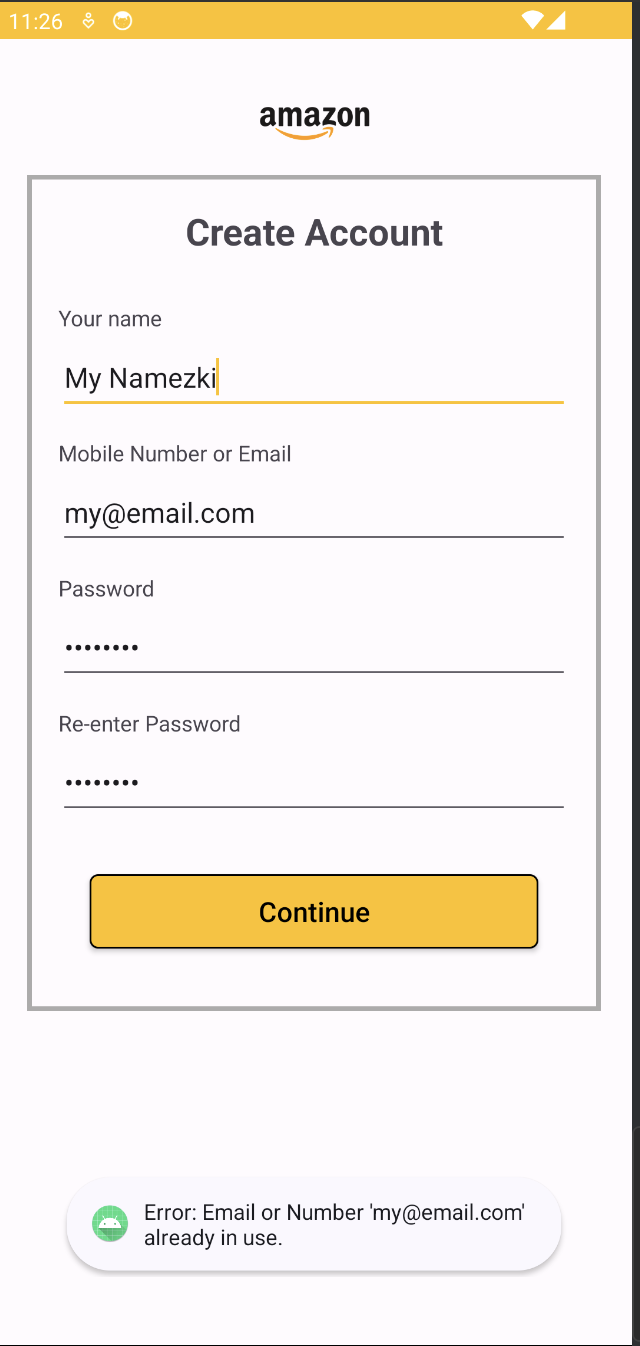 11:26
amazon
Create Account
Your name
My Namezki
Mobile Number or Email
my@email.com
Password
••••••••
Re-enter Password
••••••••
Continue
Error: Email or Number 'my@email.com'
already in use.